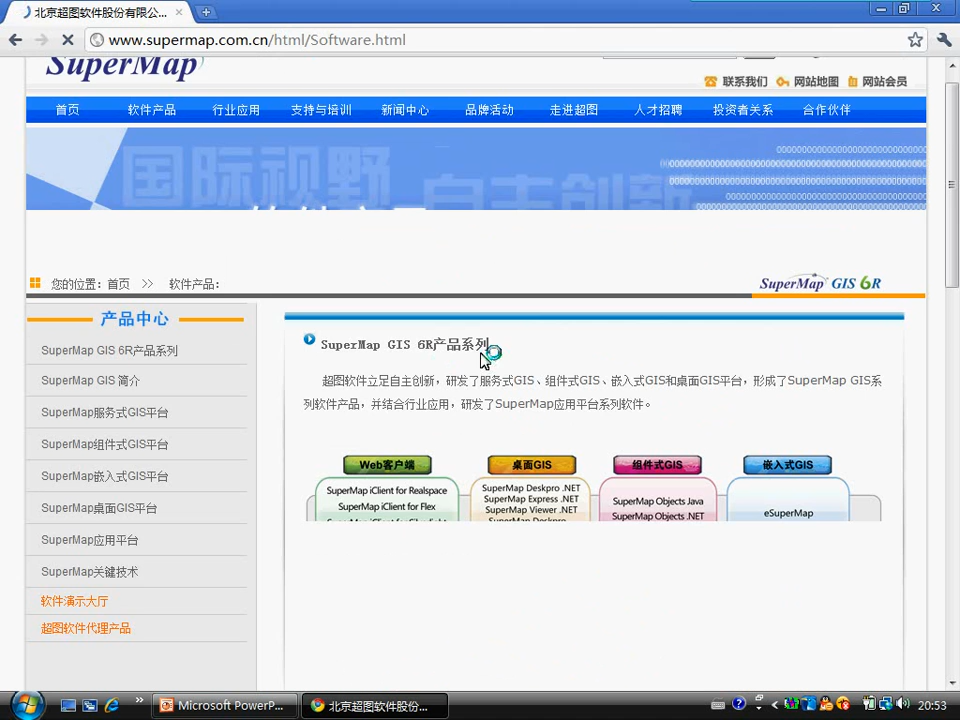 北京超图软件股份有限公...
www.supermap.com.cn/html/Software.html
SuperMap
联系我们 网站地图 网站会员
首页 软件产品 行业应用 支持与培训 新闻中心 品牌活动 走进超图 人才招聘 投资者关系 合作伙伴
国际视野 自主创新
您的位置：首页 >> 软件产品：
SuperMap GIS 6R
产品中心
SuperMap GIS 6R产品系列
SuperMap GIS 简介
SuperMap服务式GIS平台
SuperMap组件式GIS平台
SuperMap嵌入式GIS平台
SuperMap桌面GIS平台
SuperMap应用平台
SuperMap关键技术
软件演示大厅
超图软件代理产品
SuperMap GIS 6R产品系列
超图软件立足自主创新，研发了服务式GIS、组件式GIS、嵌入式GIS和桌面GIS平台，形成了SuperMap GIS系
列软件产品，并结合行业应用，研发了SuperMap应用平台系列软件。
Web客户端
SuperMap iClient for Realspace
SuperMap iClient for Flex
桌面GIS
SuperMap Deskpro .NET
SuperMap Express .NET
SuperMap Viewer .NET
SuperMap Deskpro
组件式GIS
SuperMap Objects Java
SuperMap Objects .NET
嵌入式GIS
eSuperMap
Microsoft PowerP...
北京超图软件股份...
20:53